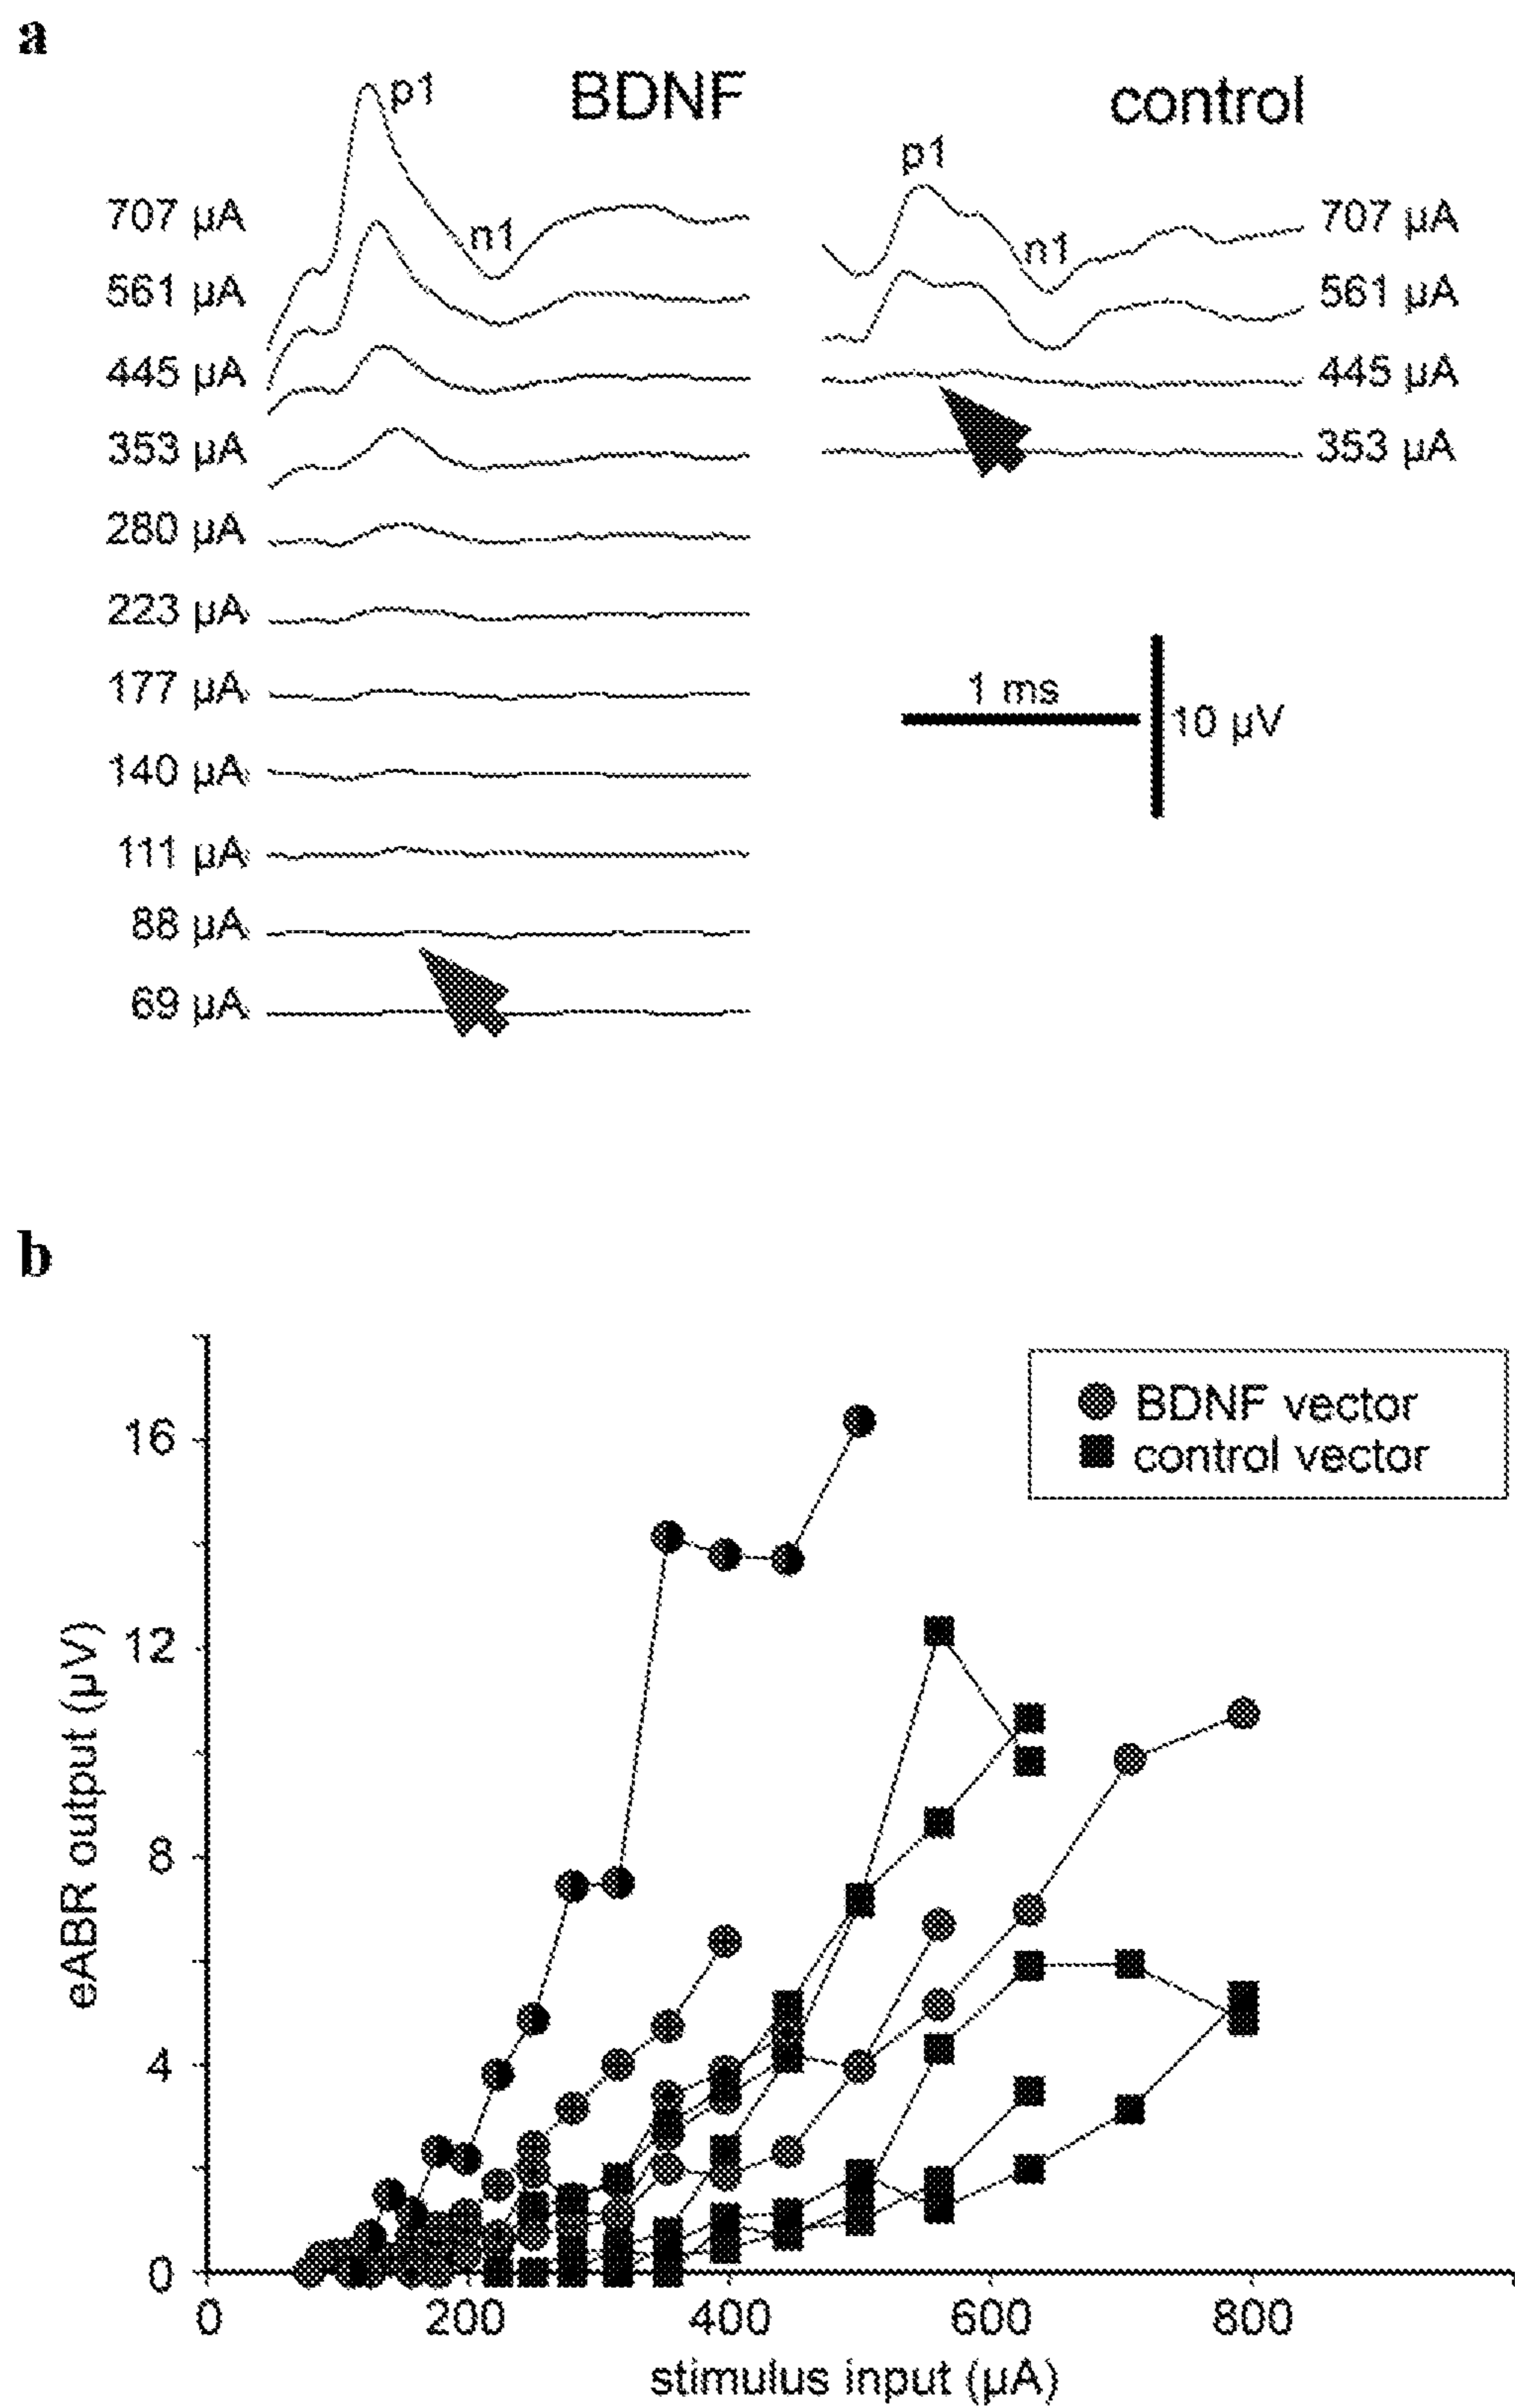 a
BDNF
control
p1
n1
p1
n1
707 µA
561 µA
445 µA
353 µA
280 µA
223 µA
177 µA
140 µA
111 µA
88 µA
69 µA
707 µA
561 µA
445 µA
353 µA
1 ms
10 µV
b
BDNF vector
control vector
eABR output (µV)
16
12
8
4
0
0 200 400 600 800
stimulus input (µA)